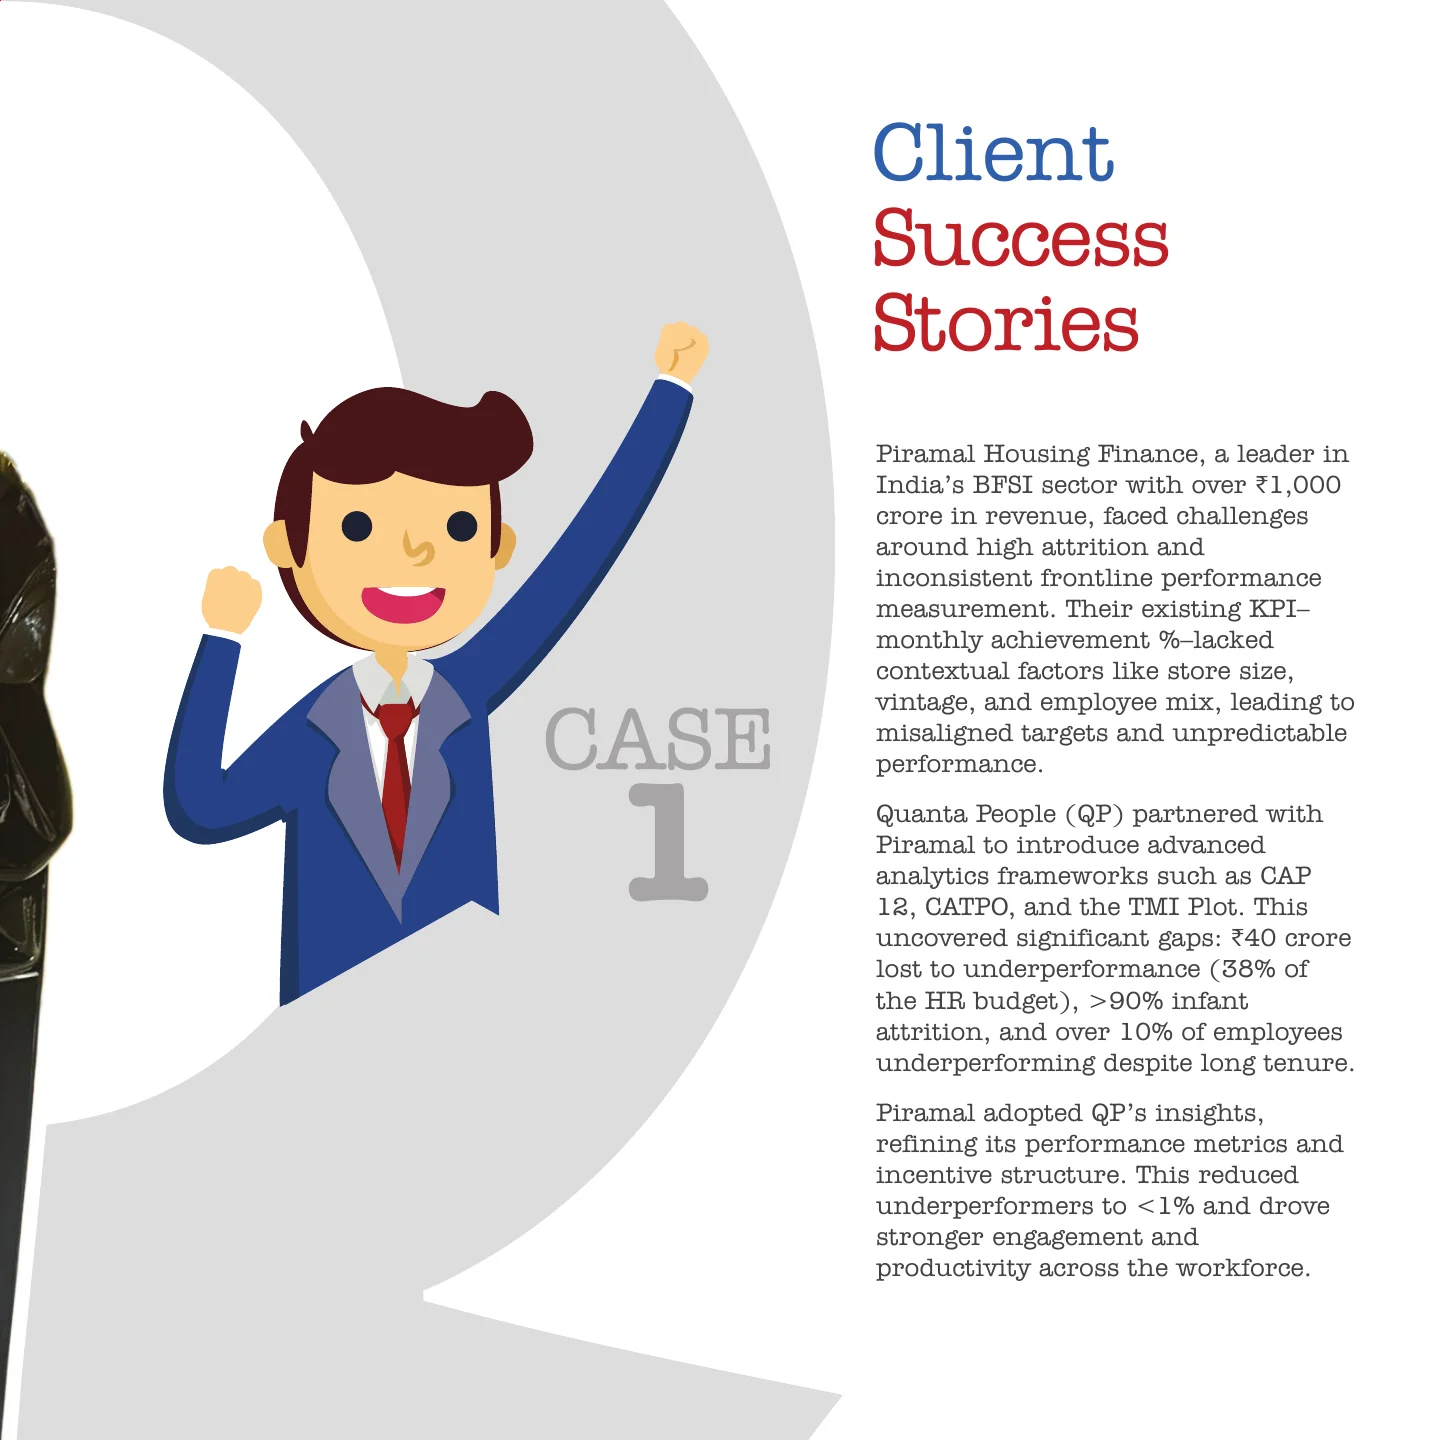 Client
Success
Stories
CASE
1
Piramal Housing Finance, a leader in
India’s BFSI sector with over ₹1,000
crore in revenue, faced challenges
around high attrition and
inconsistent frontline performance
measurement. Their existing KPI–
monthly achievement %–lacked
contextual factors like store size,
vintage, and employee mix, leading to
misaligned targets and unpredictable
performance.
Quanta People (QP) partnered with
Piramal to introduce advanced
analytics frameworks such as CAP
12, CATPO, and the TMI Plot. This
uncovered significant gaps: ₹40 crore
lost to underperformance (38% of
the HR budget), >90% infant
attrition, and over 10% of employees
underperforming despite long tenure.
Piramal adopted QP’s insights,
refining its performance metrics and
incentive structure. This reduced
underperformers to <1% and drove
stronger engagement and
productivity across the workforce.